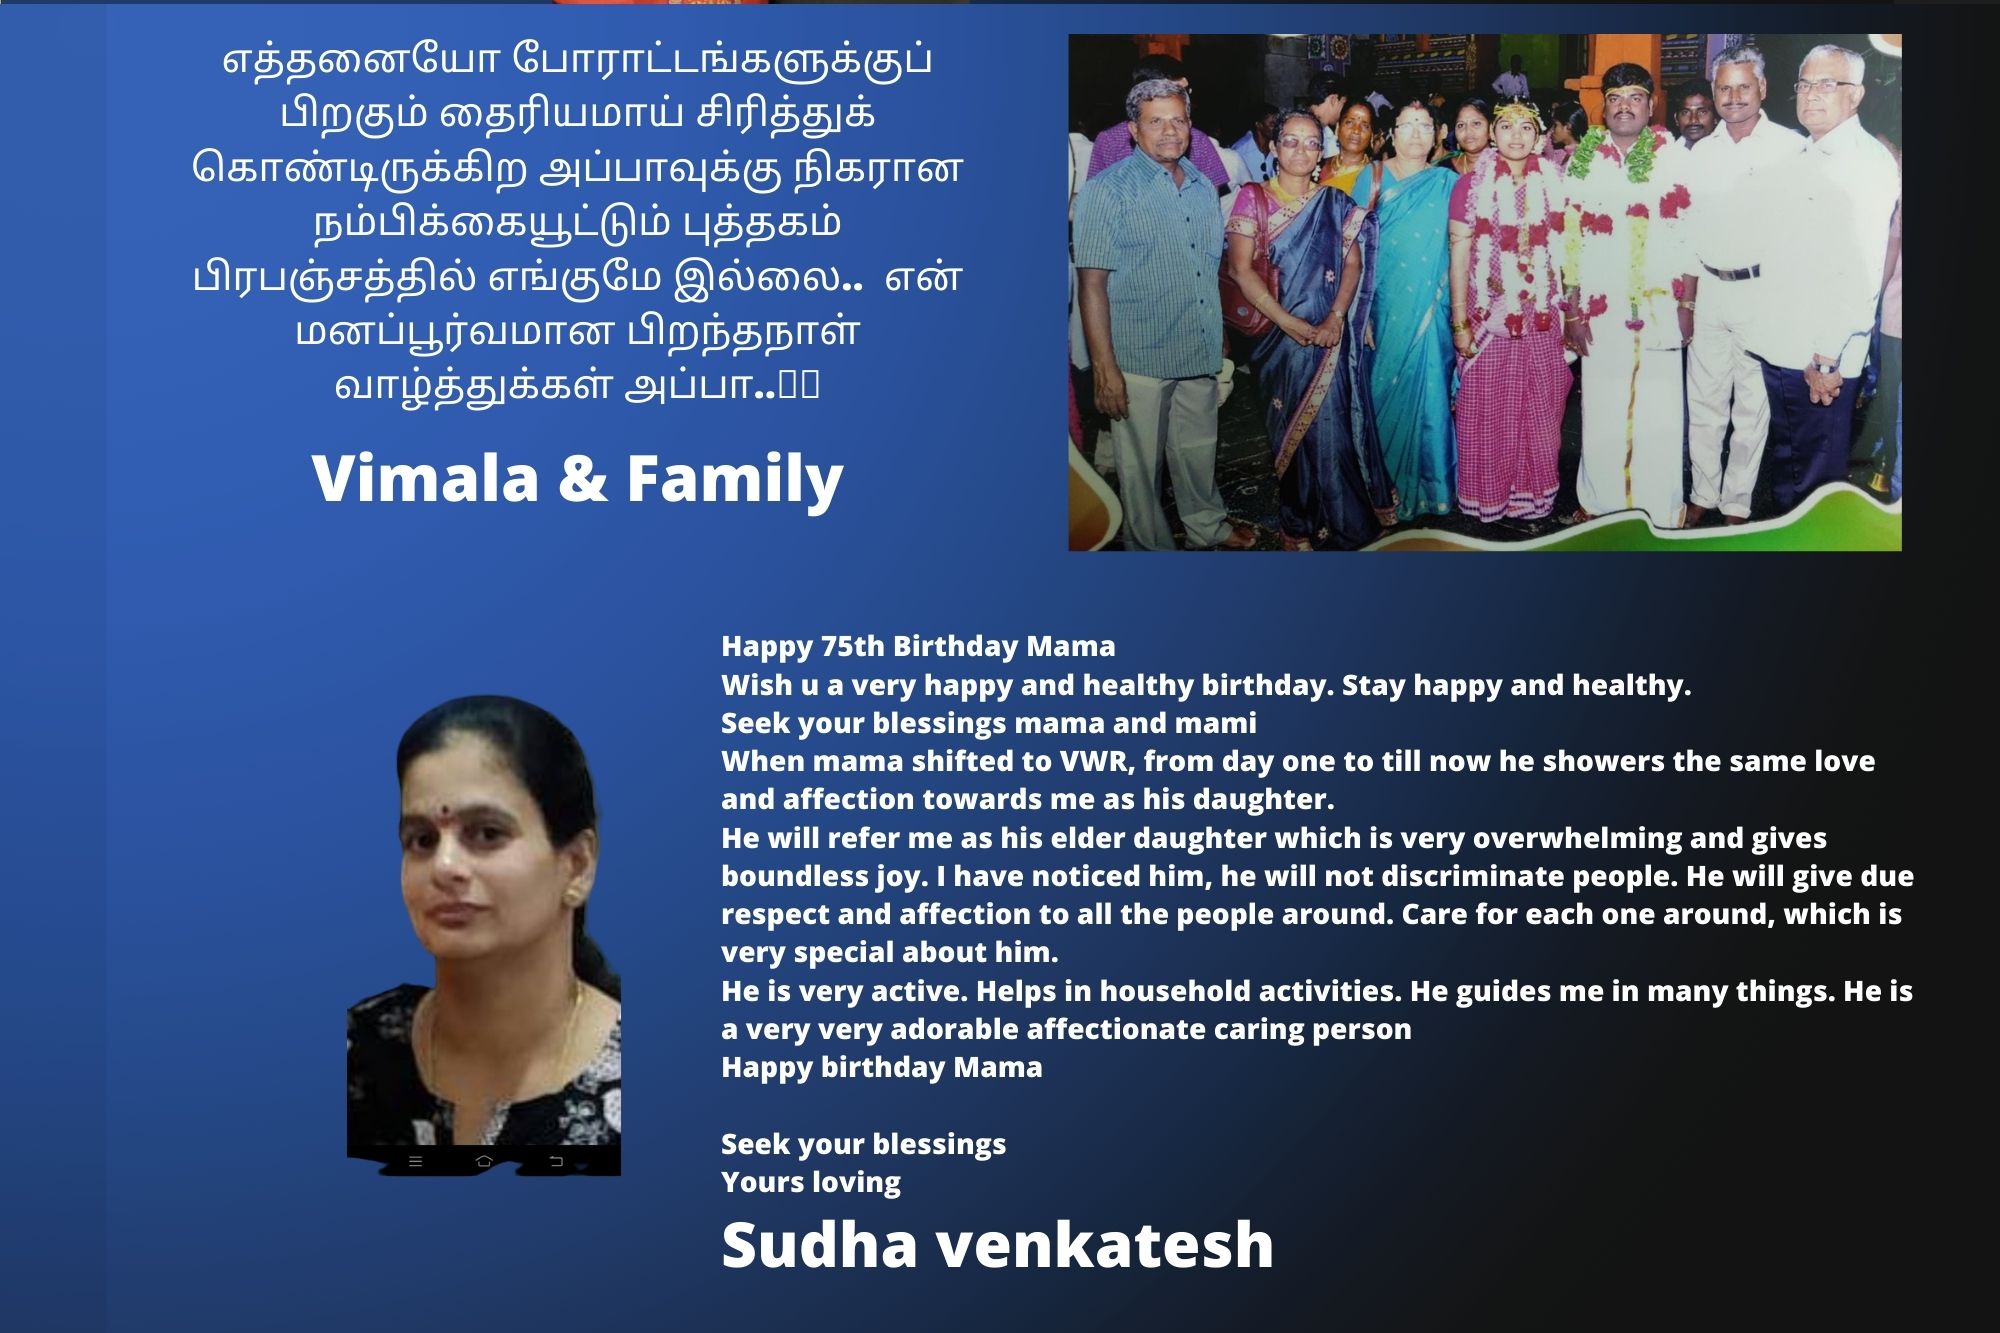 எத்தனையோ போராட்டங்களுக்குப்
பிறகும் தைரியமாய் சிரித்துக்
கொண்டிருக்கிற அப்பாவுக்கு நிகரான
நம்பிக்கையூட்டும் புத்தகம்
பிரபஞ்சத்தில் எங்குமே இல்லை..  என்
மனப்பூர்வமான பிறந்தநாள்
வாழ்த்துக்கள் அப்பா..
Vimala & Family
Happy 75th Birthday Mama
Wish u a very happy and healthy birthday. Stay happy and healthy.
Seek your blessings mama and mami
When mama shifted to VWR, from day one to till now he showers the same love
and affection towards me as his daughter.
He will refer me as his elder daughter which is very overwhelming and gives
boundless joy. I have noticed him, he will not discriminate people. He will give due
respect and affection to all the people around. Care for each one around, which is
very special about him.
He is very active. Helps in household activities. He guides me in many things. He is
a very very adorable affectionate caring person
Happy birthday Mama
Seek your blessings
Yours loving
Sudha venkatesh